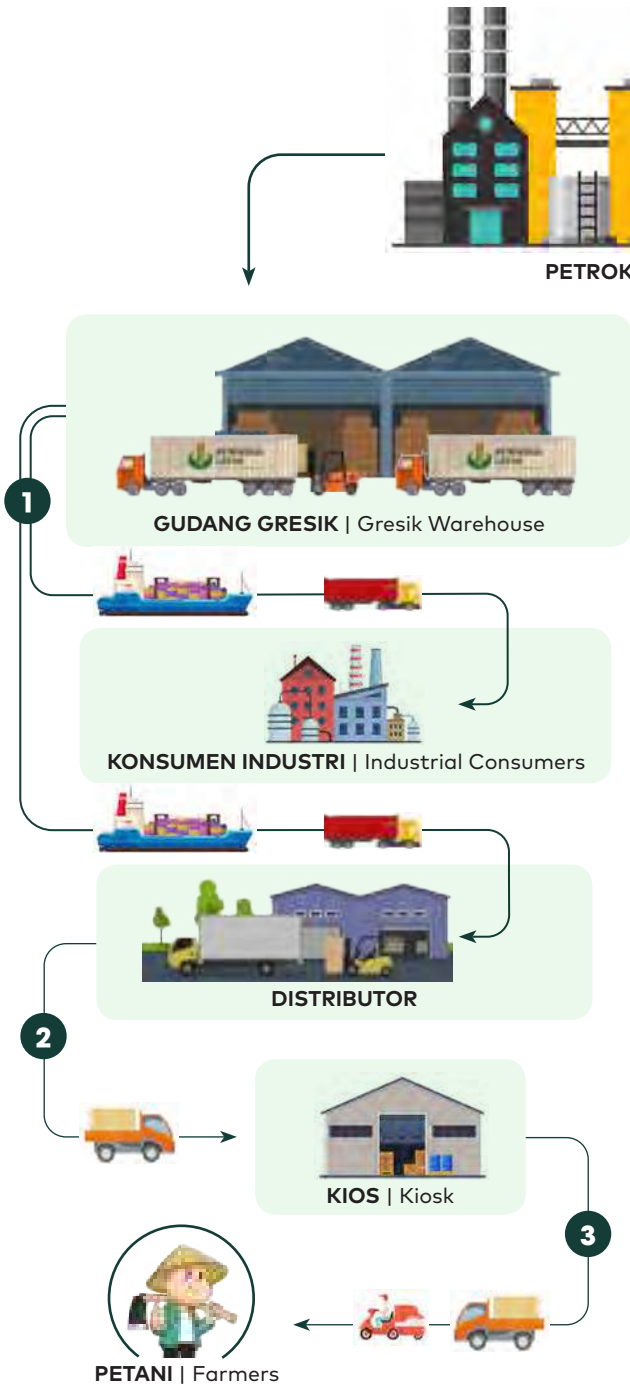 PETROK
GUDANG GRESIK | Gresik Warehouse
1
KONSUMEN INDUSTRI | Industrial Consumers
DISTRIBUTOR
2
KIOS | Kiosk
3
PETANI | Farmers